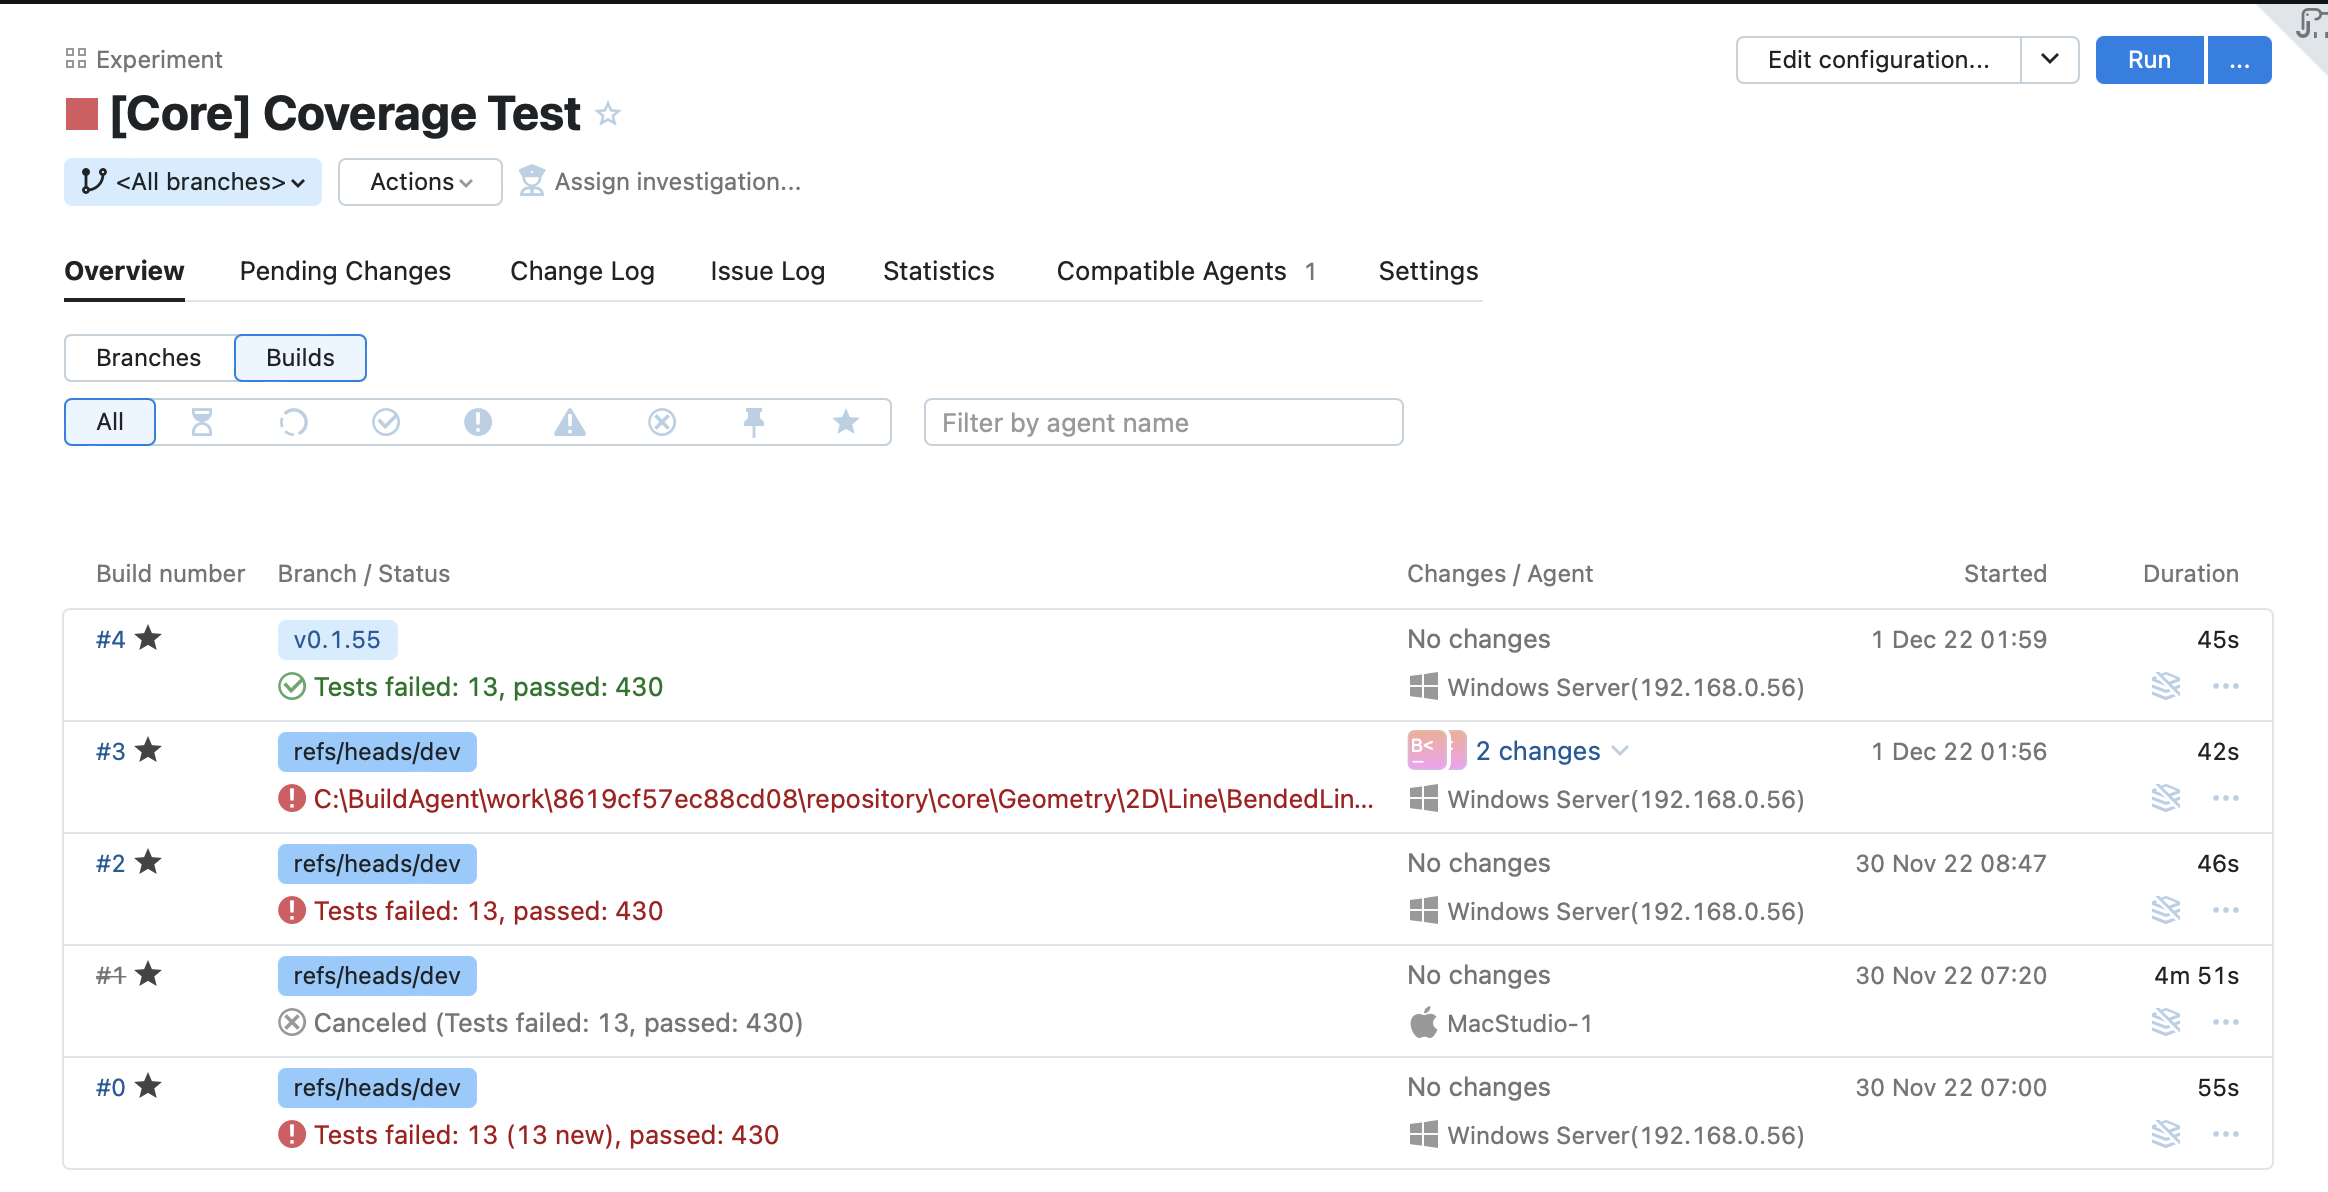 Experiment
Edit configuration...
Run
...
[Core] Coverage Test
<All branches>
Actions
Assign investigation...
Overview
Pending Changes
Change Log
Issue Log
Statistics
Compatible Agents 1
Settings
Branches
Builds
All
Filter by agent name
Build number
Branch / Status
Changes / Agent
Started
Duration
#4
v0.1.55
No changes
1 Dec 22 01:59
45s
Tests failed: 13, passed: 430
Windows Server(192.168.0.56)
#3
refs/heads/dev
B<
2 changes
1 Dec 22 01:56
42s
C:\BuildAgent\work\8619cf57ec88cd08\repository\core\Geometry\2D\Line\BendedLin...
Windows Server(192.168.0.56)
#2
refs/heads/dev
No changes
30 Nov 22 08:47
46s
Tests failed: 13, passed: 430
Windows Server(192.168.0.56)
#1
refs/heads/dev
No changes
30 Nov 22 07:20
4m 51s
Canceled (Tests failed: 13, passed: 430)
MacStudio-1
#0
refs/heads/dev
No changes
30 Nov 22 07:00
55s
Tests failed: 13 (13 new), passed: 430
Windows Server(192.168.0.56)